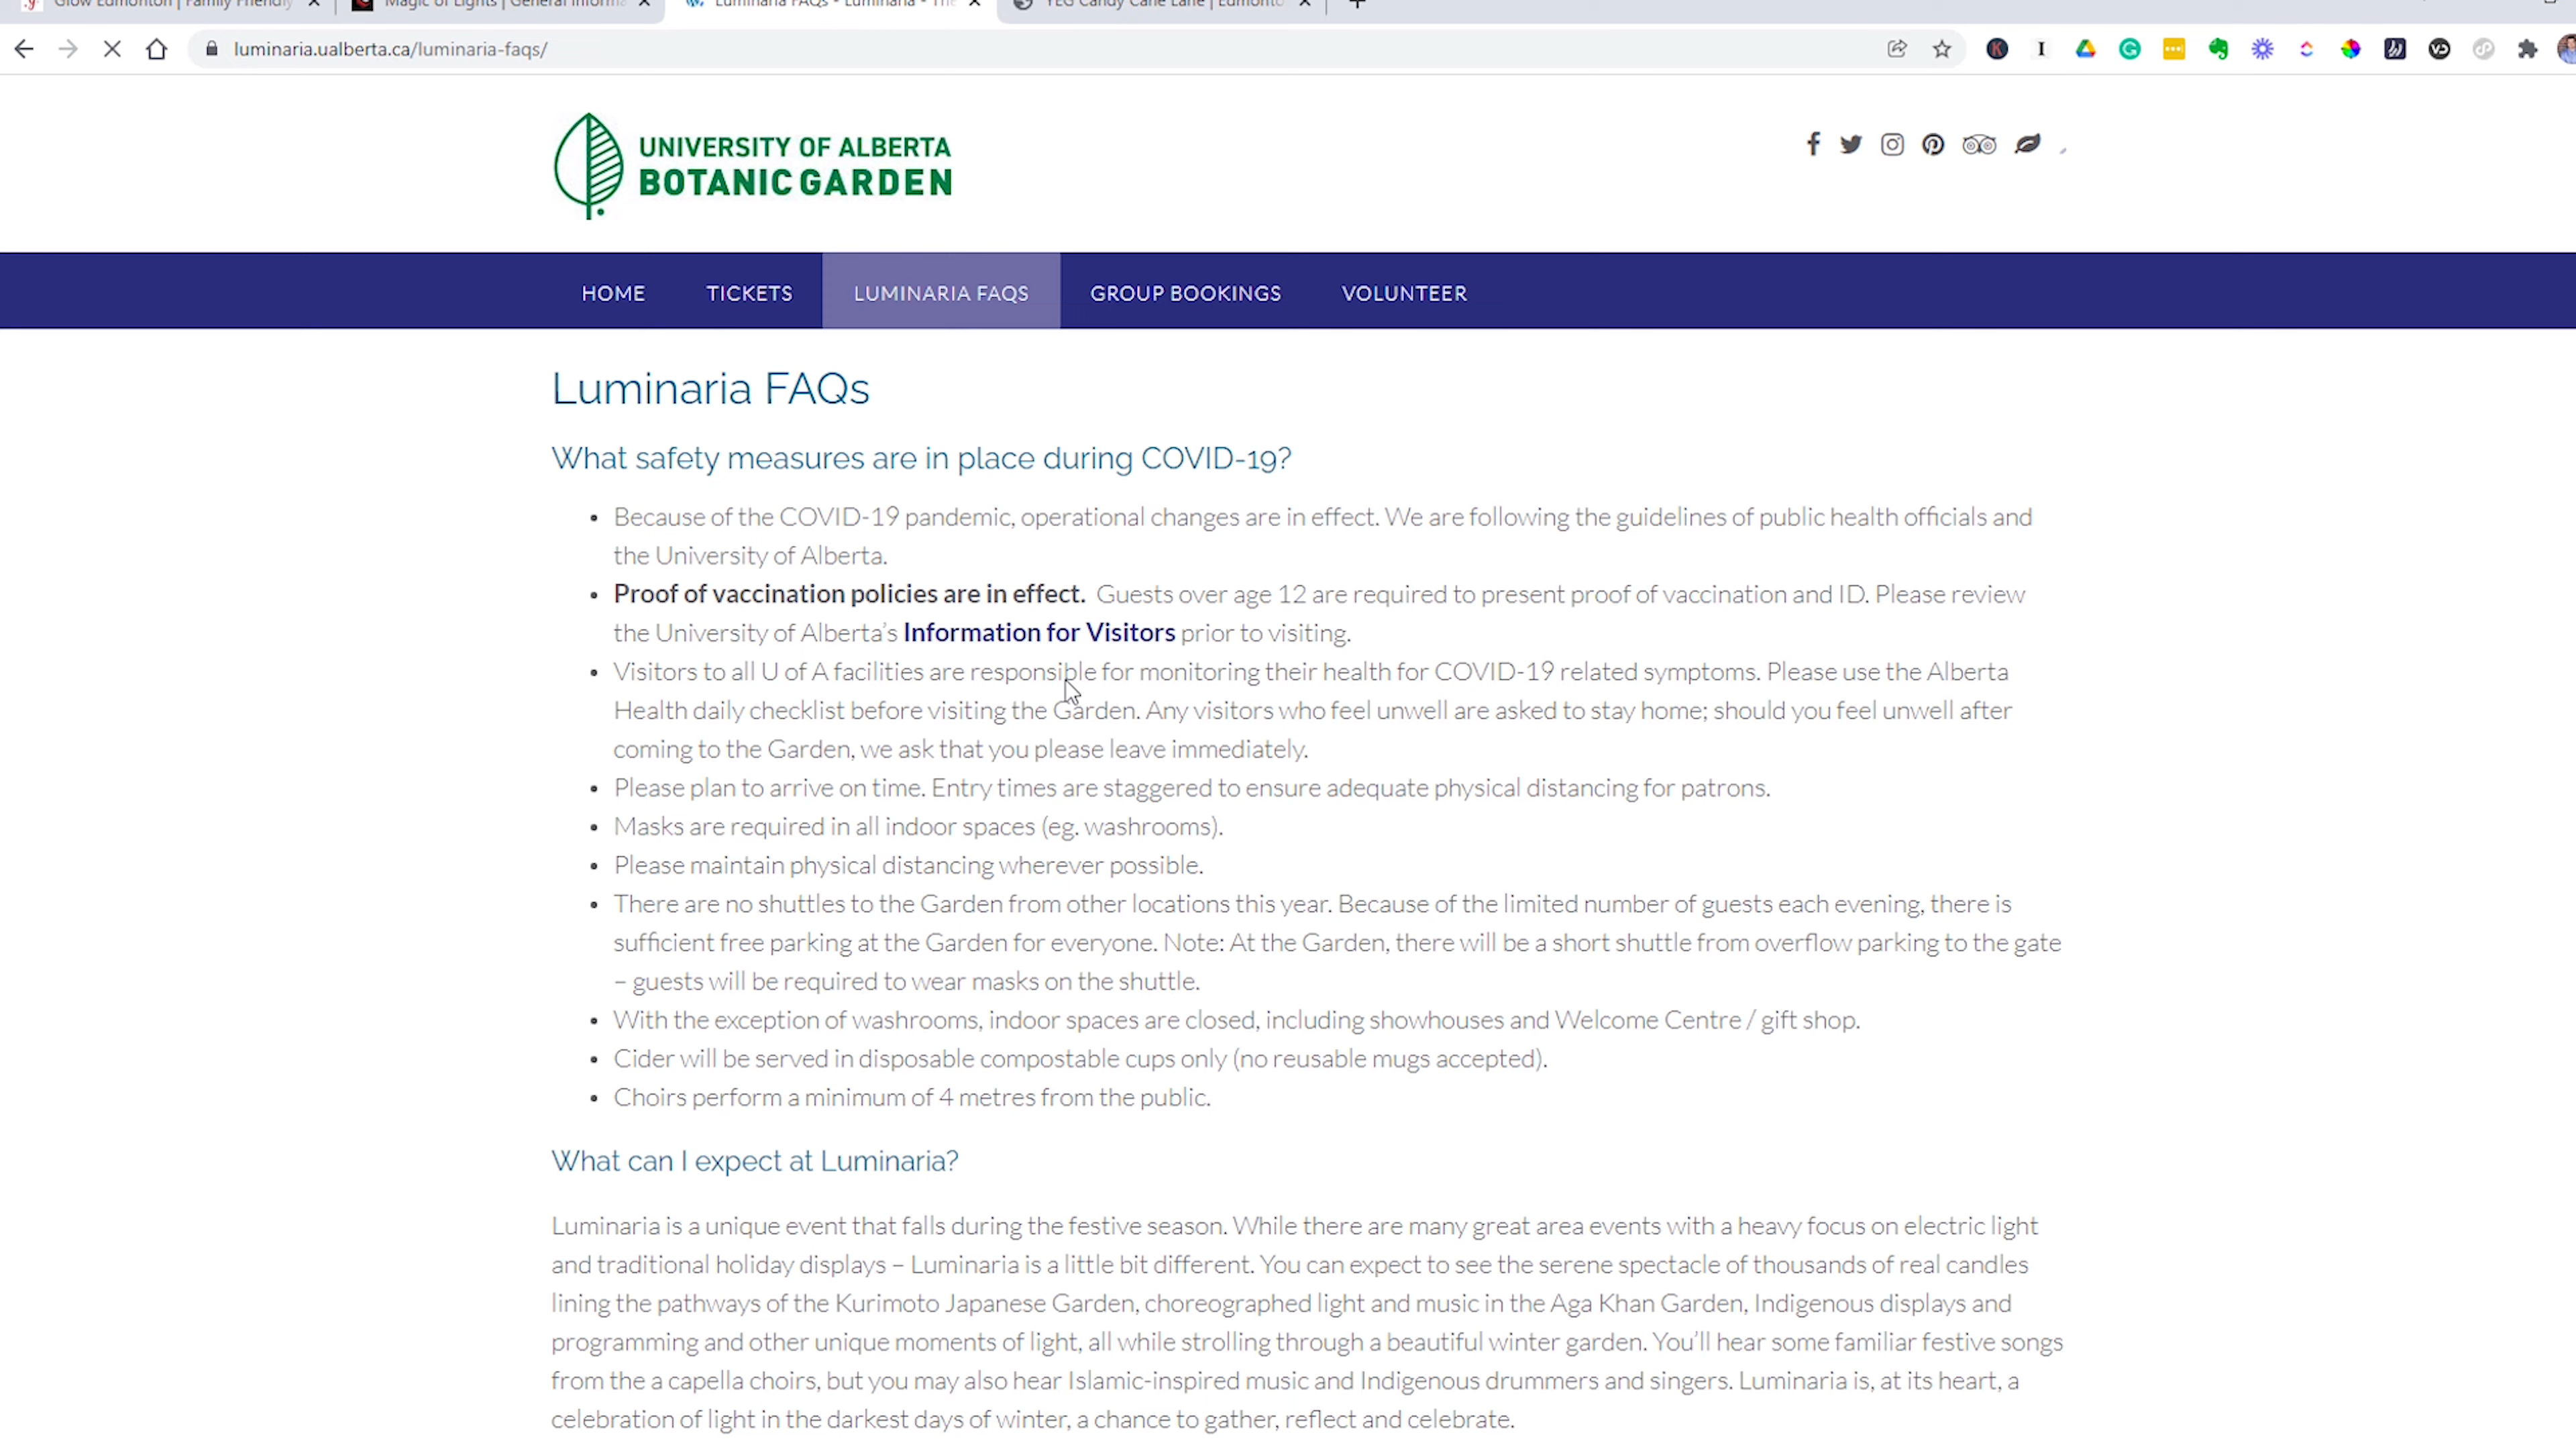 Glow Edmonton | Family Friendly
Magic of Lights | General Informa
Luminaria FAQs - Luminaria - The
YEG Candy Cane Lane | Edmonto
luminaria.ualberta.ca/luminaria-faqs/
UNIVERSITY OF ALBERTA
BOTANIC GARDEN
HOME TICKETS LUMINARIA FAQS GROUP BOOKINGS VOLUNTEER
Luminaria FAQs
What safety measures are in place during COVID-19?
• Because of the COVID-19 pandemic, operational changes are in effect. We are following the guidelines of public health officials and
the University of Alberta.
• Proof of vaccination policies are in effect. Guests over age 12 are required to present proof of vaccination and ID. Please review
the University of Alberta's Information for Visitors prior to visiting.
• Visitors to all U of A facilities are responsible for monitoring their health for COVID-19 related symptoms. Please use the Alberta
Health daily checklist before visiting the Garden. Any visitors who feel unwell are asked to stay home; should you feel unwell after
coming to the Garden, we ask that you please leave immediately.
• Please plan to arrive on time. Entry times are staggered to ensure adequate physical distancing for patrons.
• Masks are required in all indoor spaces (eg. washrooms).
• Please maintain physical distancing wherever possible.
• There are no shuttles to the Garden from other locations this year. Because of the limited number of guests each evening, there is
sufficient free parking at the Garden for everyone. Note: At the Garden, there will be a short shuttle from overflow parking to the gate
– guests will be required to wear masks on the shuttle.
• With the exception of washrooms, indoor spaces are closed, including showhouses and Welcome Centre / gift shop.
• Cider will be served in disposable compostable cups only (no reusable mugs accepted).
• Choirs perform a minimum of 4 metres from the public.
What can I expect at Luminaria?
Luminaria is a unique event that falls during the festive season. While there are many great area events with a heavy focus on electric light
and traditional holiday displays – Luminaria is a little bit different. You can expect to see the serene spectacle of thousands of real candles
lining the pathways of the Kurimoto Japanese Garden, choreographed light and music in the Aga Khan Garden, Indigenous displays and
programming and other unique moments of light, all while strolling through a beautiful winter garden. You'll hear some familiar festive songs
from the a capella choirs, but you may also hear Islamic-inspired music and Indigenous drummers and singers. Luminaria is, at its heart, a
celebration of light in the darkest days of winter, a chance to gather, reflect and celebrate.